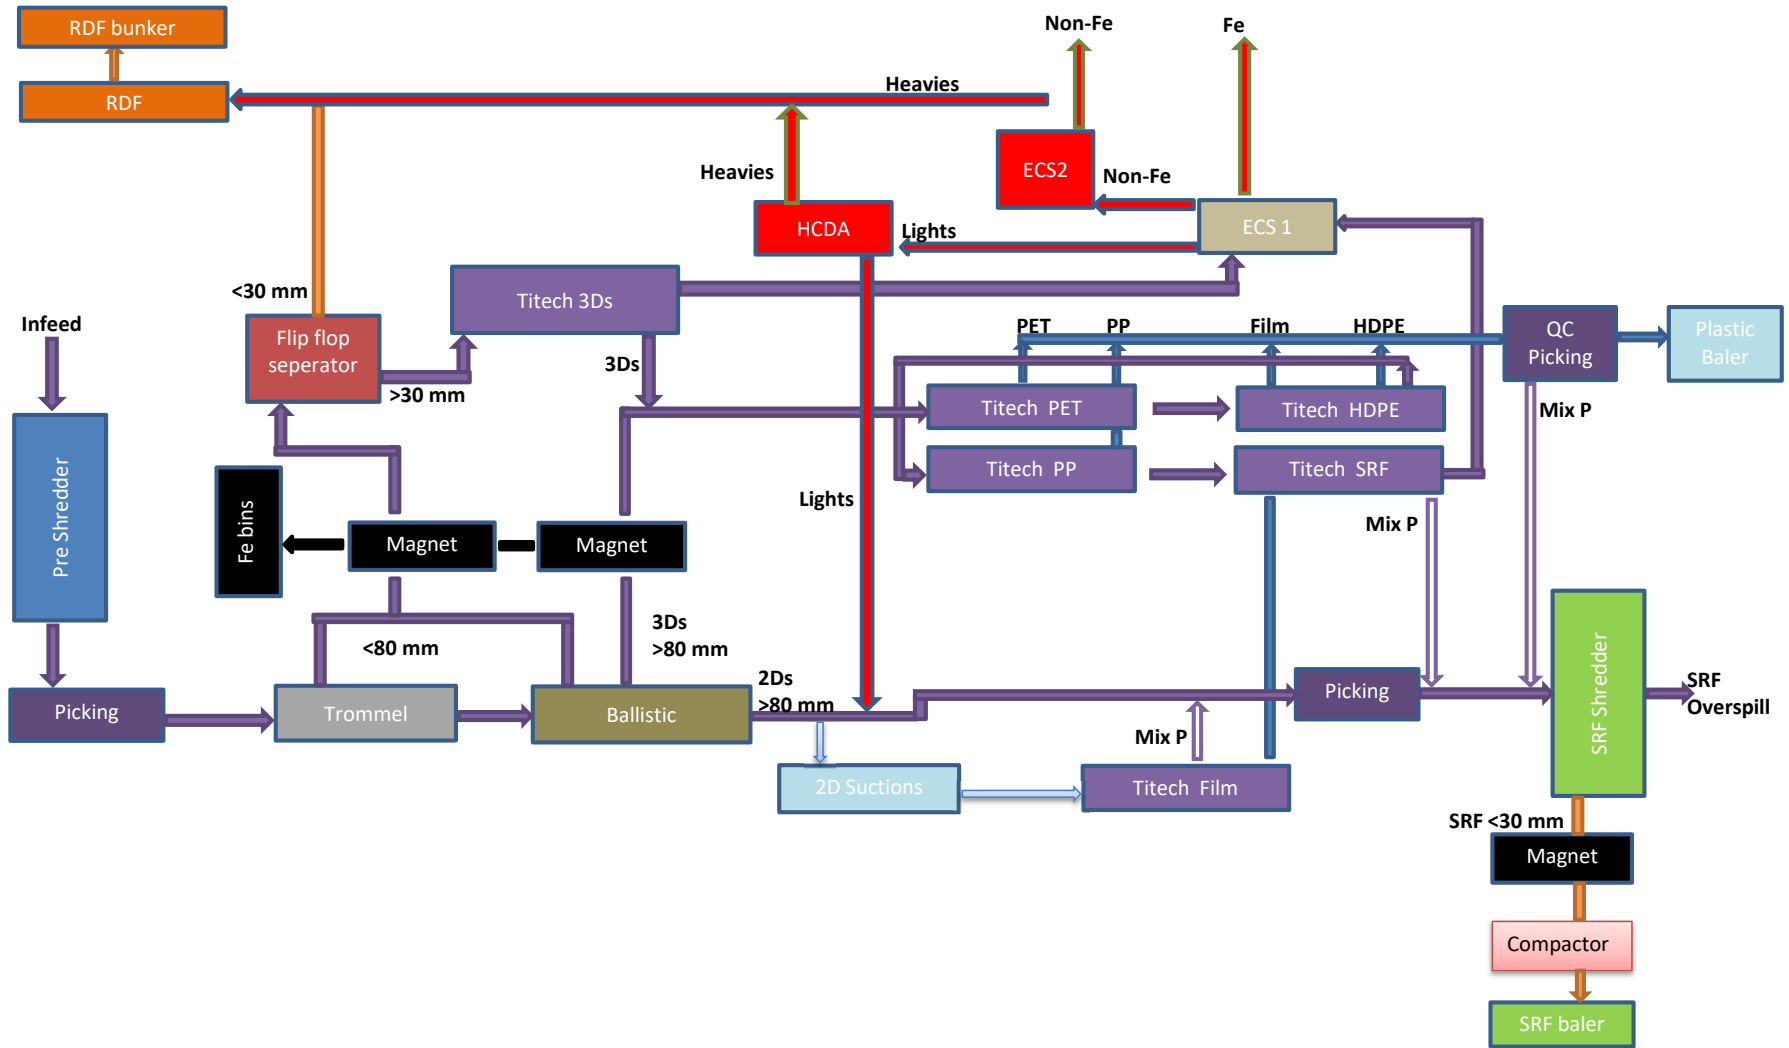 RDF bunker
Non-Fe
Fe
RDF
Heavies
Heavies
ECS2
Non-Fe
HCDA
Lights
ECS 1
<30 mm
Titech 3Ds
Infeed
Flip flop
seperator
>30 mm
3Ds
PET
PP
Film
HDPE
QC
Picking
Plastic
Baler
Titech PET
Titech HDPE
Mix P
Titech PP
Titech SRF
Pre Shredder
Fe bins
Magnet
Magnet
Lights
Mix P
<80 mm
3Ds
>80 mm
2Ds
>80 mm
Picking
Trommel
Ballistic
Picking
SRF Shredder
SRF
Overspill
Mix P
2D Suctions
Titech Film
SRF <30 mm
Magnet
Compactor
SRF baler